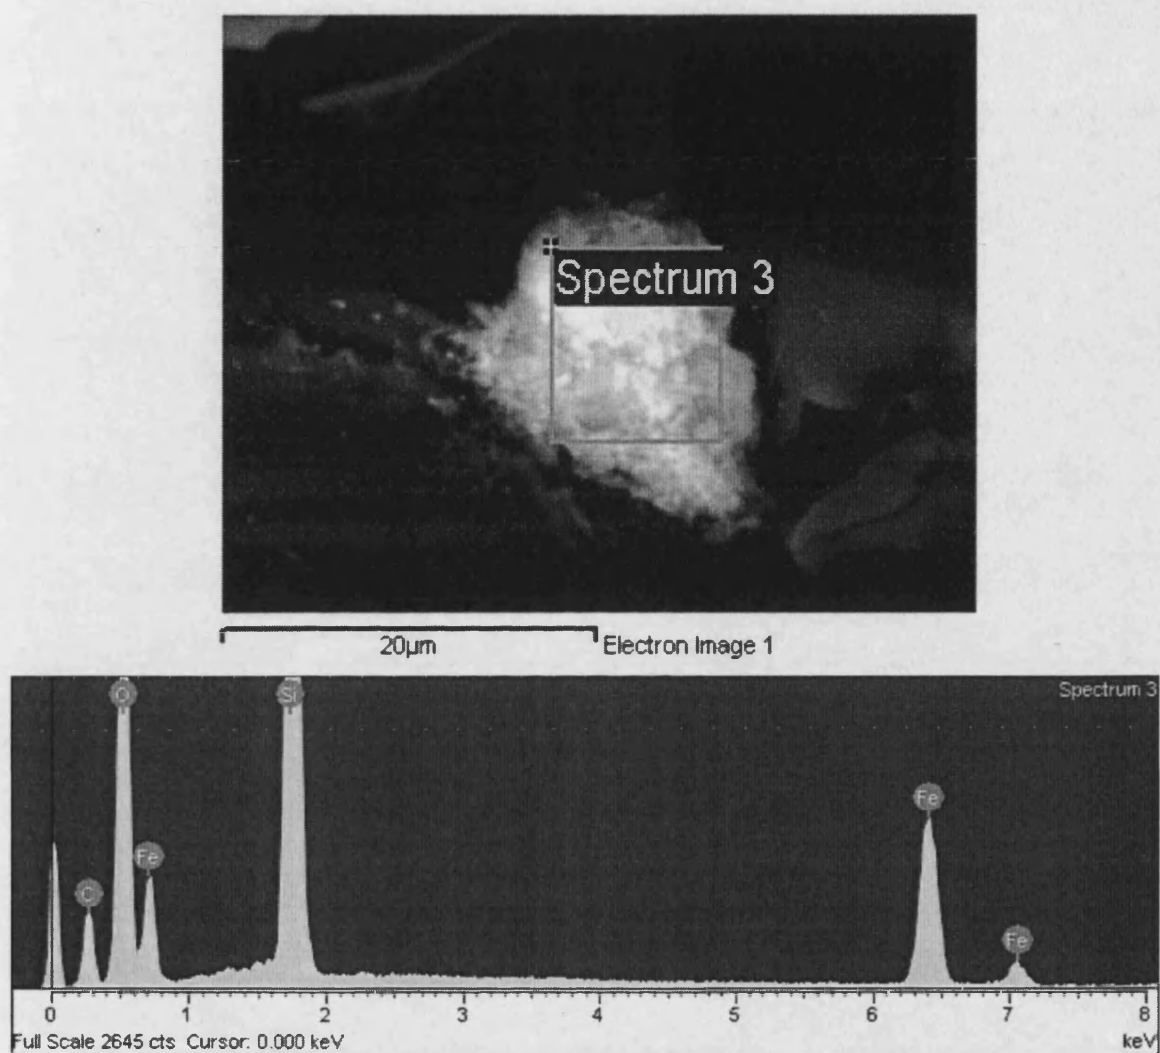 Spectrum 3
20µm Electron Image 1
Spectrum 3
O Si
Fe
Fe
C
Fe
0 1 2 3 4 5 6 7 8
Full Scale 2645 cts Cursor: 0.000 keV keV